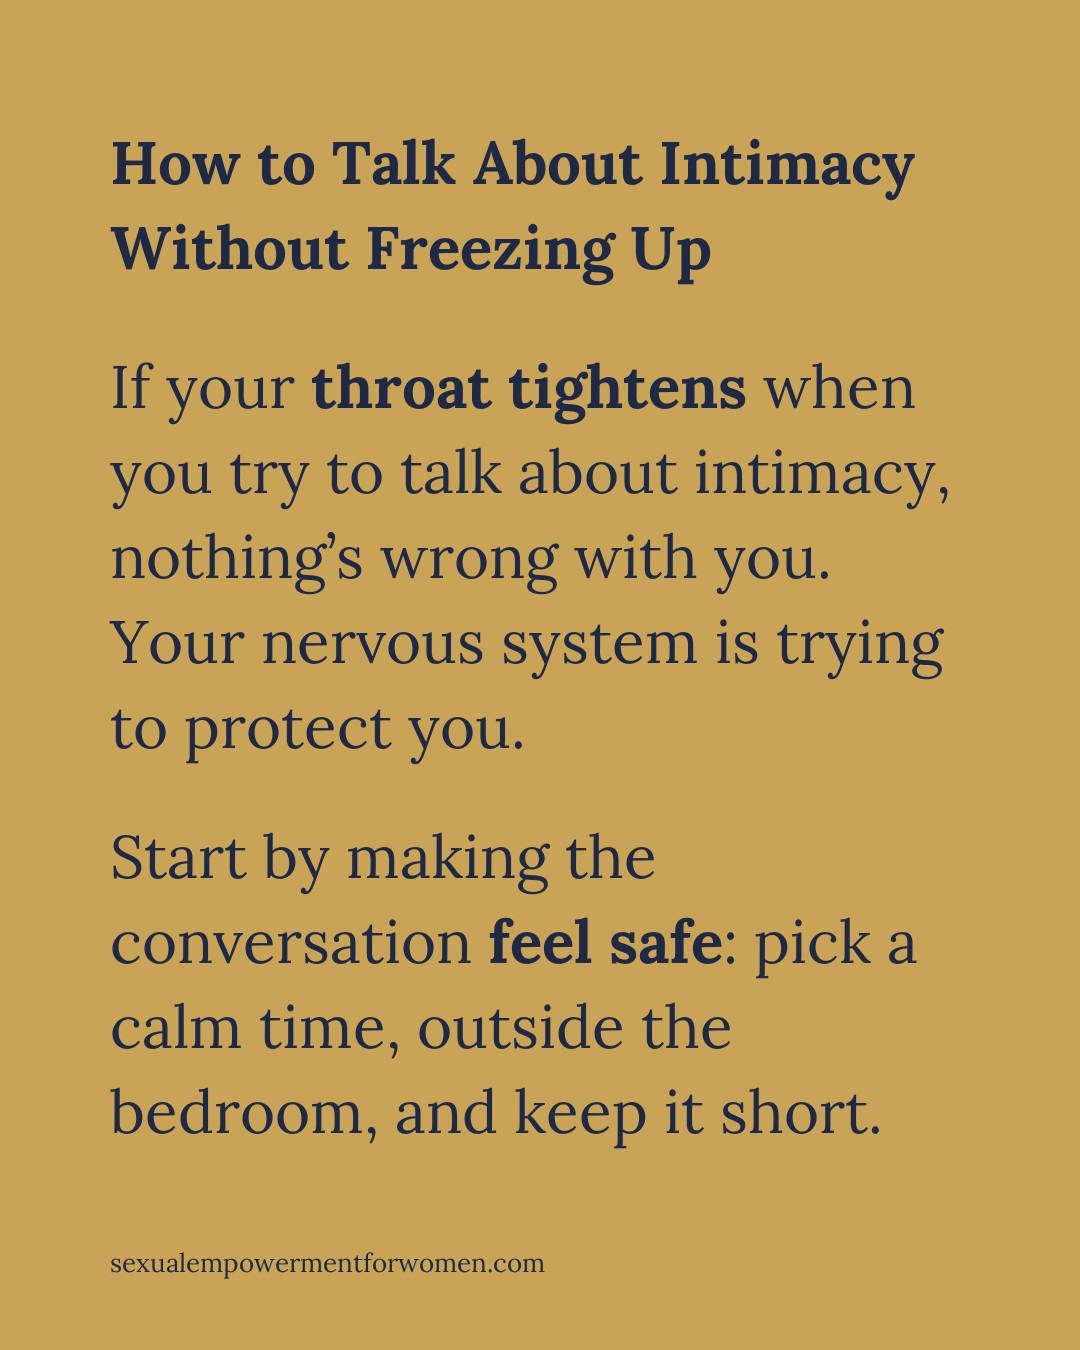 How to Talk About Intimacy
Without Freezing Up
If your throat tightens when
you try to talk about intimacy,
nothing’s wrong with you.
Your nervous system is trying
to protect you.
Start by making the
conversation feel safe: pick a
calm time, outside the
bedroom, and keep it short.
sexualempowermentforwomen.com